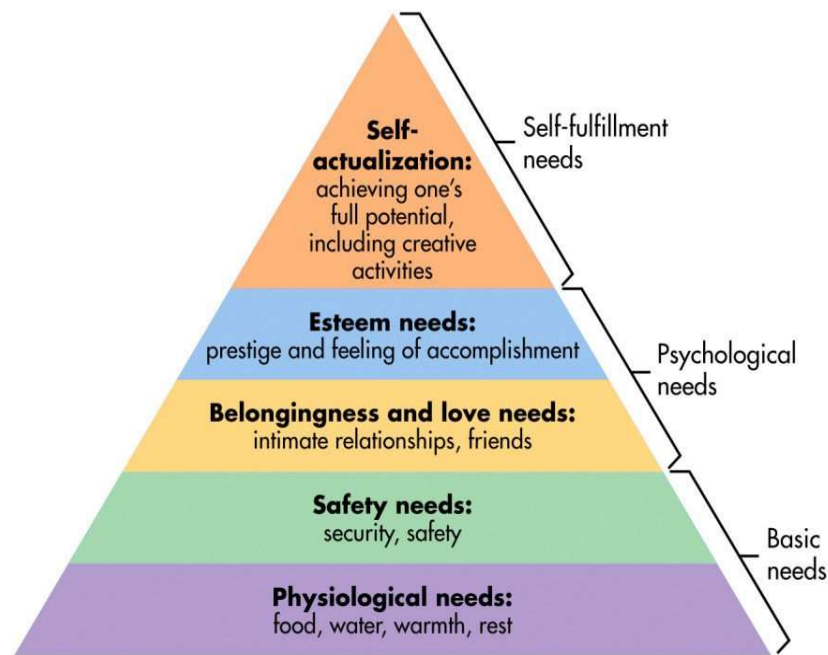 Self-
actualization:
achieving one's
full potential,
including creative
activities
Self-fulfillment
needs
Esteem needs:
prestige and feeling of accomplishment
Psychological
needs
Belongingness and love needs:
intimate relationships, friends
Safety needs:
security, safety
Basic
needs
Physiological needs:
food, water, warmth, rest